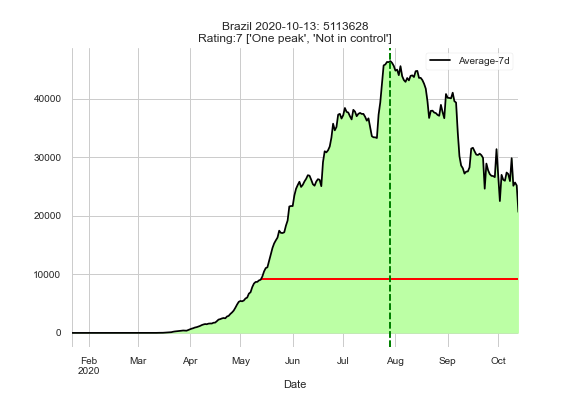 Brazil 2020-10-13: 5113628
Rating:7 ['One peak', 'Not in control']
Average-7d
40000
30000
20000
10000
0
Feb Mar Apr May Jun Jul Aug Sep Oct
2020
Date